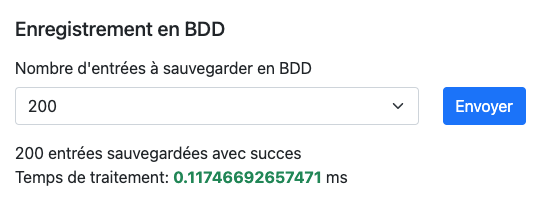 Enregistrement en BDD
Nombre d'entrées à sauvegarder en BDD
200
Envoyer
200 entrées sauvegardées avec succes
Temps de traitement: 0.11746692657471 ms